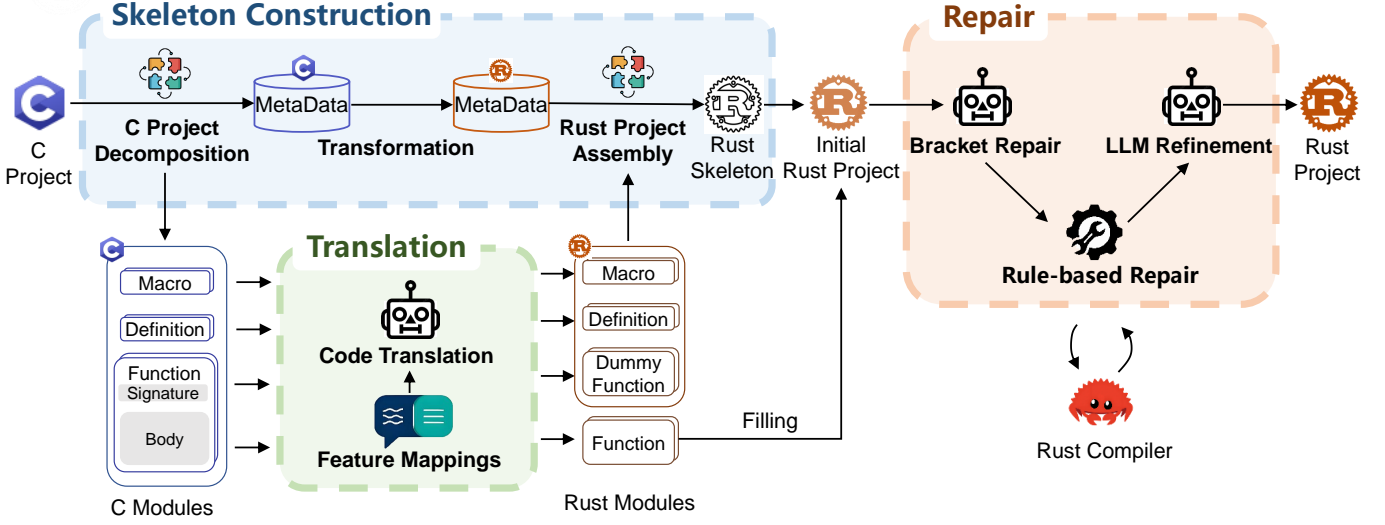 Skeleton Construction
C
Project
C Project
Decomposition
MetaData
Transformation
MetaData
Rust Project
Assembly
Rust
Skeleton
Initial
Rust Project
Repair
Bracket Repair
LLM Refinement
Rule-based Repair
Rust
Project
Rust Compiler
Macro
Definition
Function
Signature
Body
C Modules
Translation
Code Translation
Feature Mappings
Macro
Definition
Dummy
Function
Function
Rust Modules
Filling